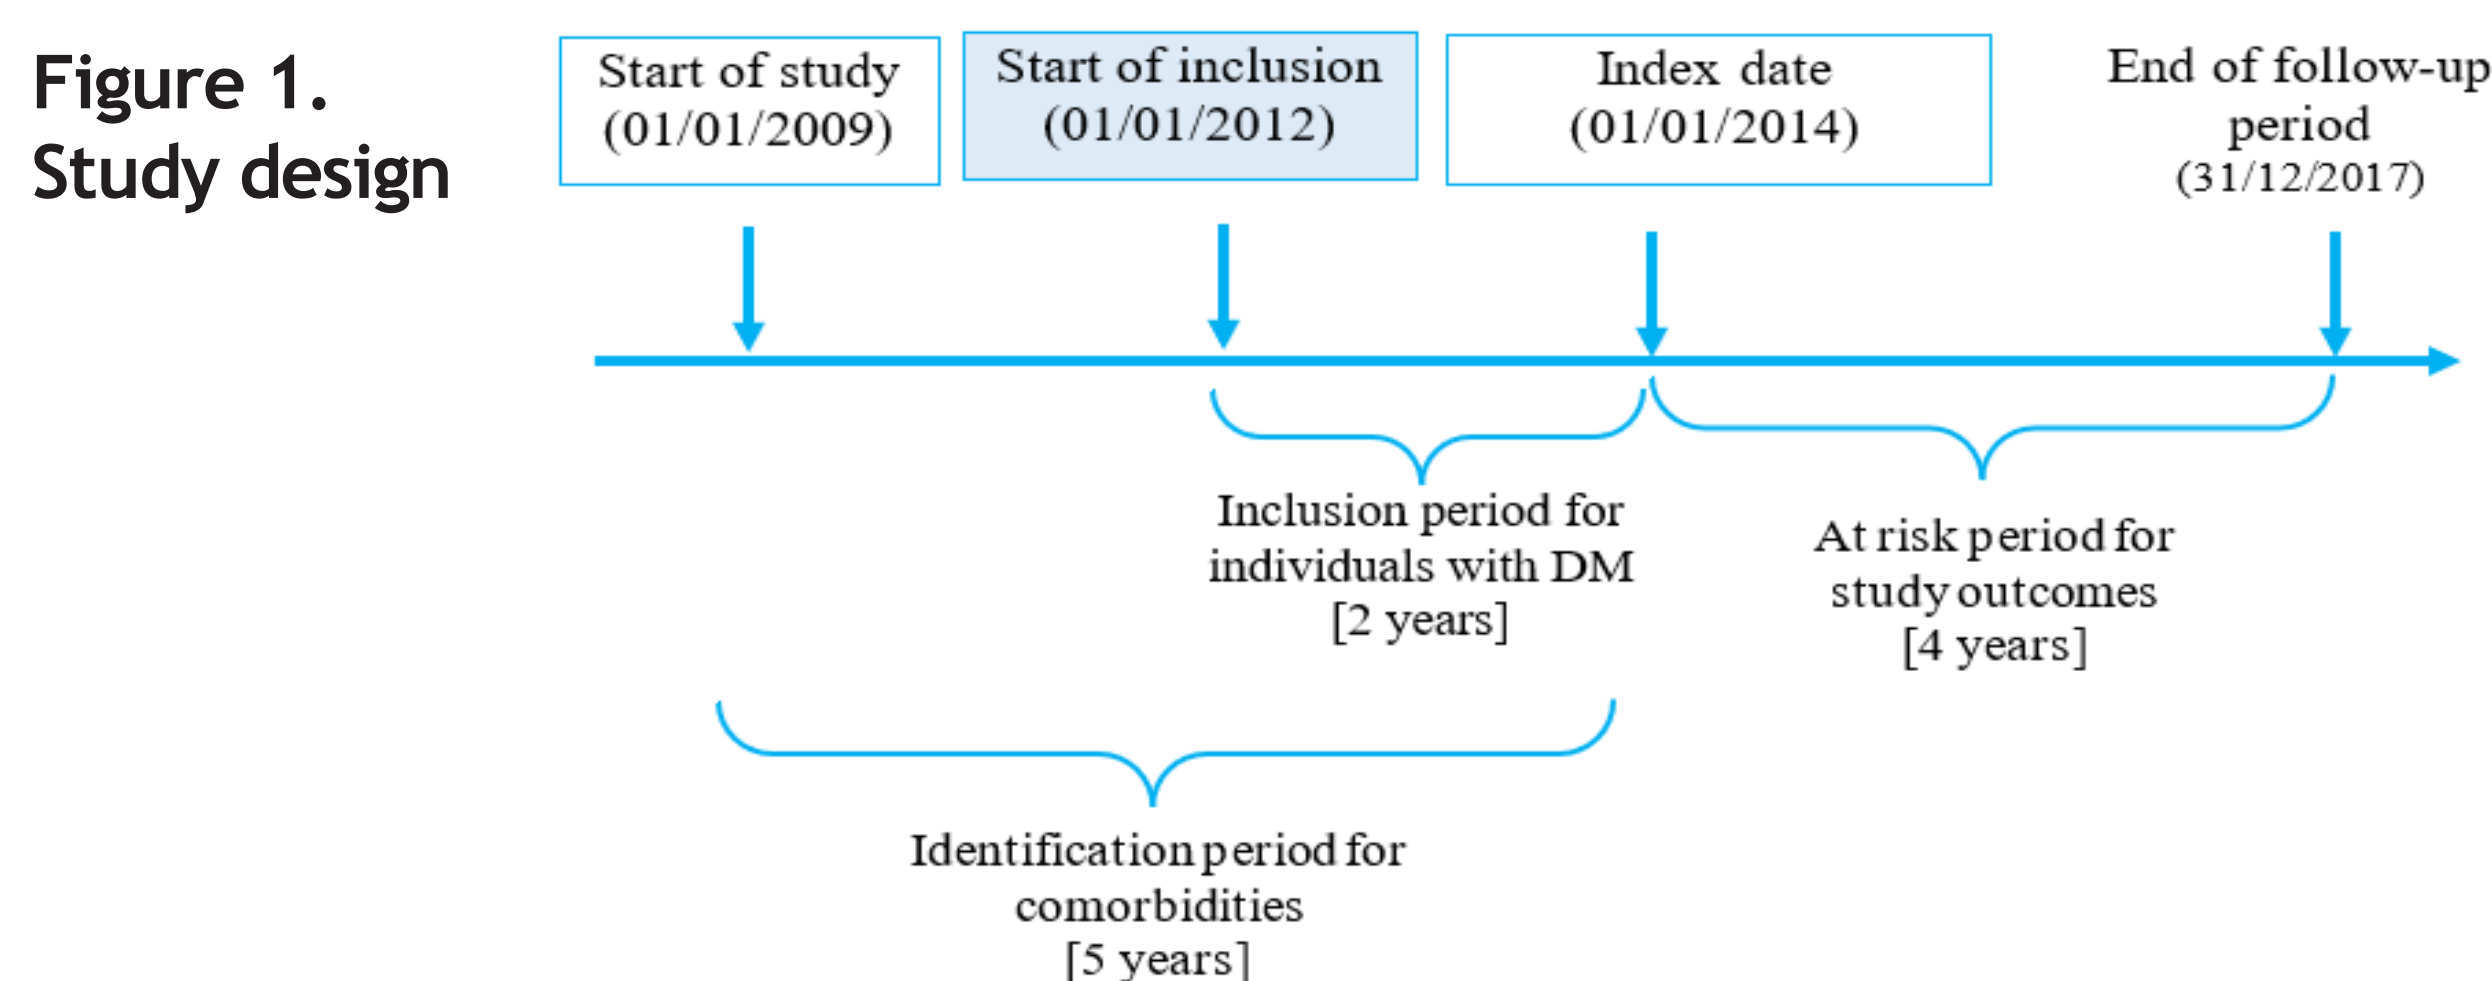 Figure 1.
Study design
Start of study
(01/01/2009)
Start of inclusion
(01/01/2012)
Index date
(01/01/2014)
End of follow-up
period
(31/12/2017)
Inclusion period for
individuals with DM
[2 years]
At risk period for
study outcomes
[4 years]
Identification period for
comorbidities
[5 years]